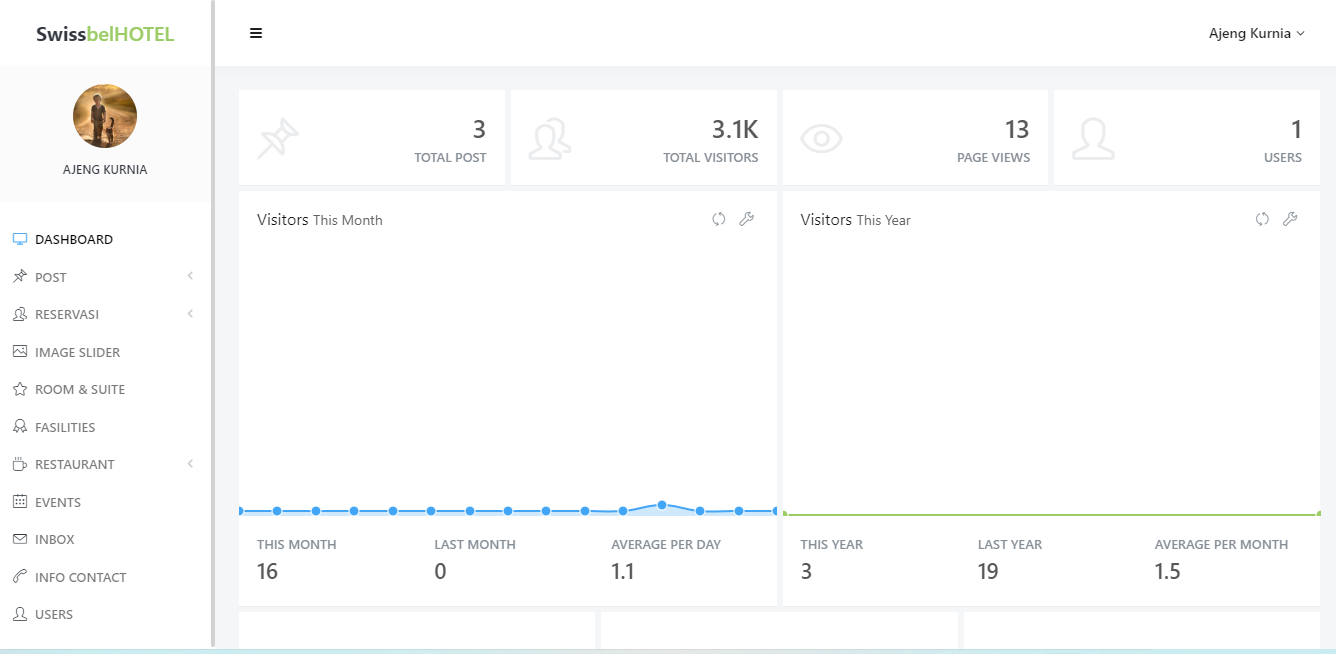 SwissbelHOTEL
Ajeng Kurnia
AJENG KURNIA
DASHBOARD
POST
RESERVASI
IMAGE SLIDER
ROOM & SUITE
FASILITIES
RESTAURANT
EVENTS
INBOX
INFO CONTACT
USERS
3
TOTAL POST
3.1K
TOTAL VISITORS
13
PAGE VIEWS
1
USERS
Visitors This Month
THIS MONTH
16
LAST MONTH
0
AVERAGE PER DAY
1.1
Visitors This Year
THIS YEAR
3
LAST YEAR
19
AVERAGE PER MONTH
1.5